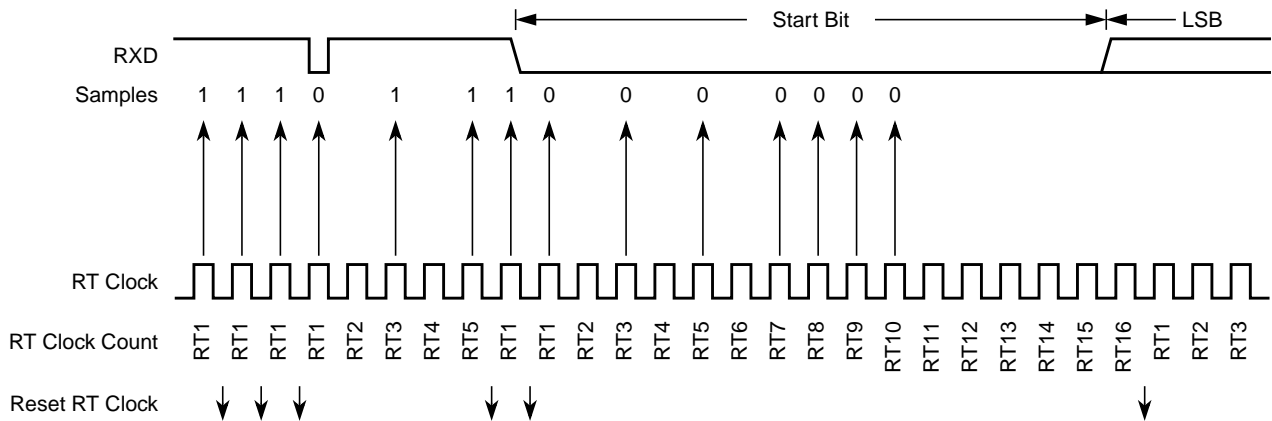 Start Bit LSB
RXD
Samples 1 1 1 0 1 1 1 0 0 0 0 0 0 0
RT Clock
RT Clock Count RT1 RT1 RT1 RT1 RT2 RT3 RT4 RT5 RT1 RT1 RT2 RT3 RT4 RT5 RT6 RT7 RT8 RT9 RT10 RT11 RT12 RT13 RT14 RT15 RT16 RT1 RT2 RT3
Reset RT Clock